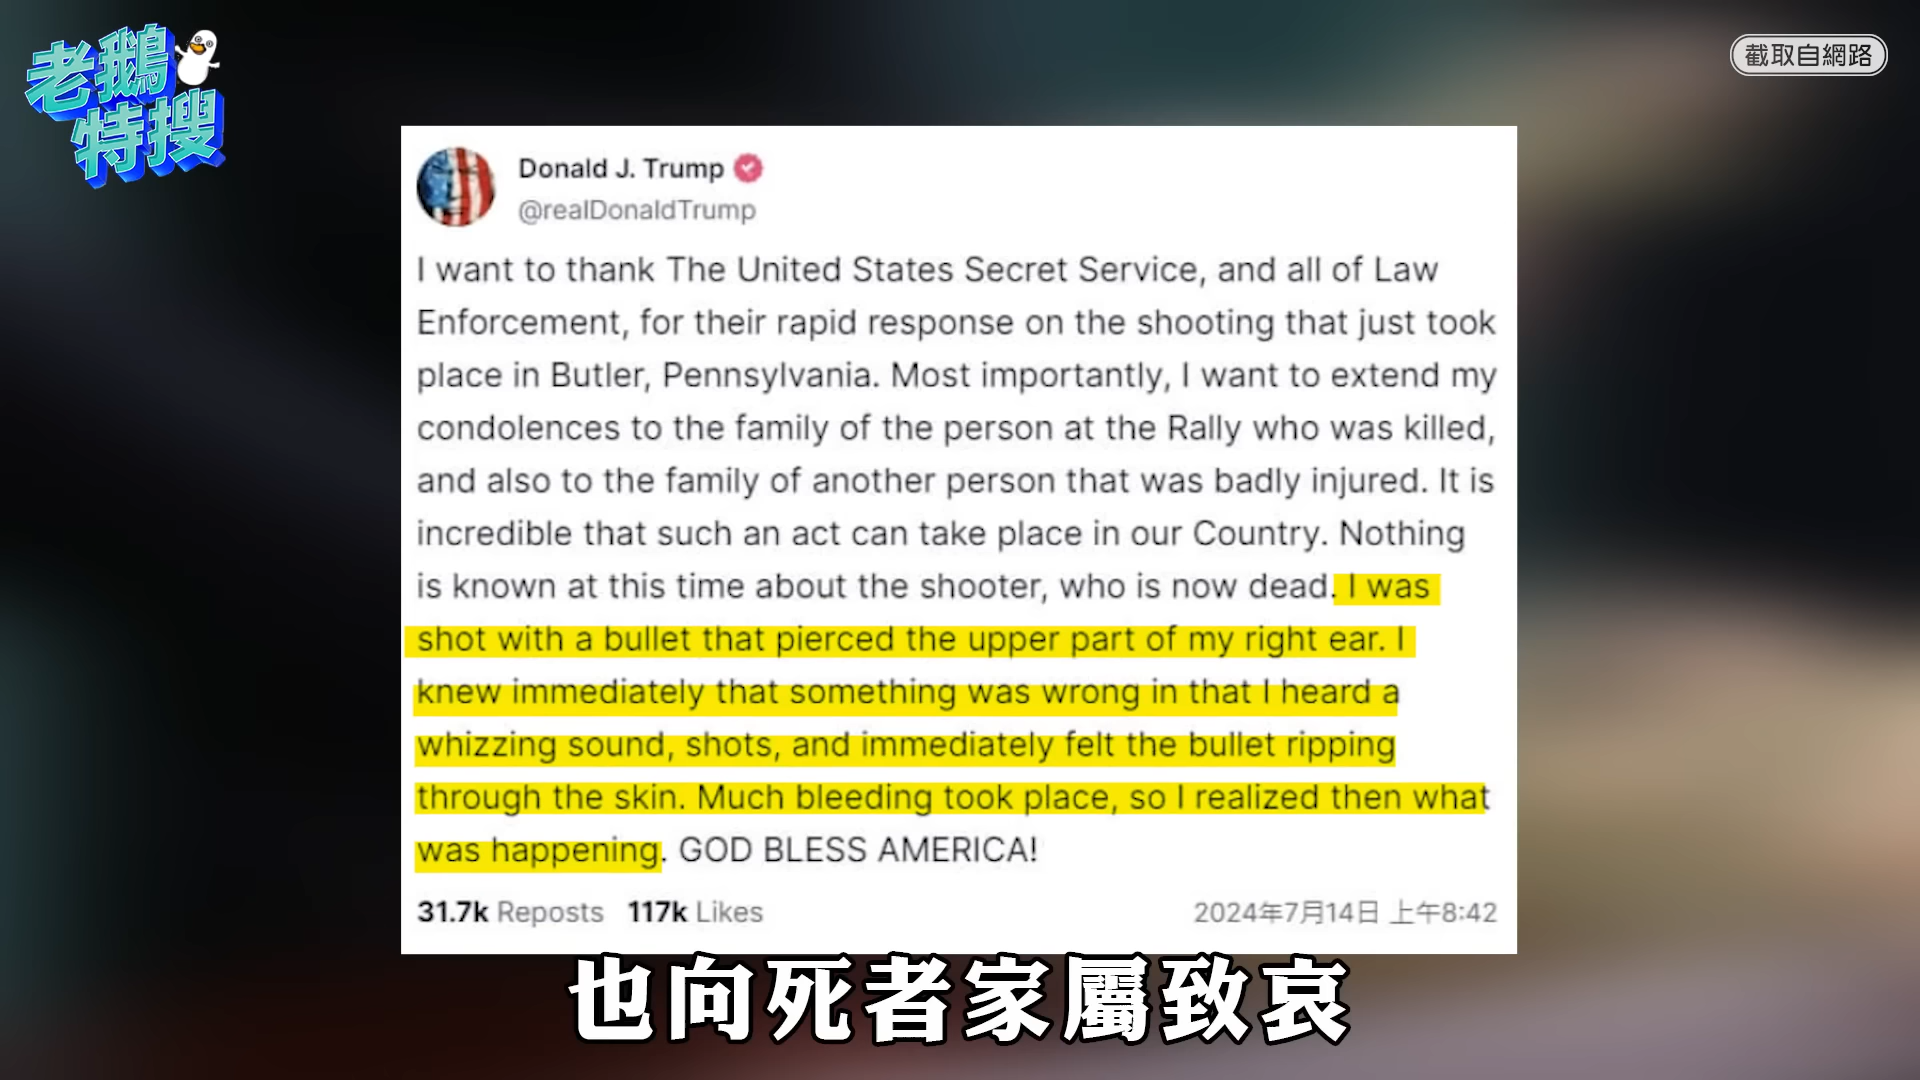 老鵝
特搜
截取自網路
Donald J. Trump
@realDonaldTrump
I want to thank The United States Secret Service, and all of Law
Enforcement, for their rapid response on the shooting that just took
place in Butler, Pennsylvania. Most importantly, I want to extend my
condolences to the family of the person at the Rally who was killed,
and also to the family of another person that was badly injured. It is
incredible that such an act can take place in our Country. Nothing
is known at this time about the shooter, who is now dead. I was
shot with a bullet that pierced the upper part of my right ear. I
knew immediately that something was wrong in that I heard a
whizzing sound, shots, and immediately felt the bullet ripping
through the skin. Much bleeding took place, so I realized then what
was happening. GOD BLESS AMERICA!
31.7k Reposts 117k Likes 2024年7月14日 上午8:42
也向死者家屬致哀